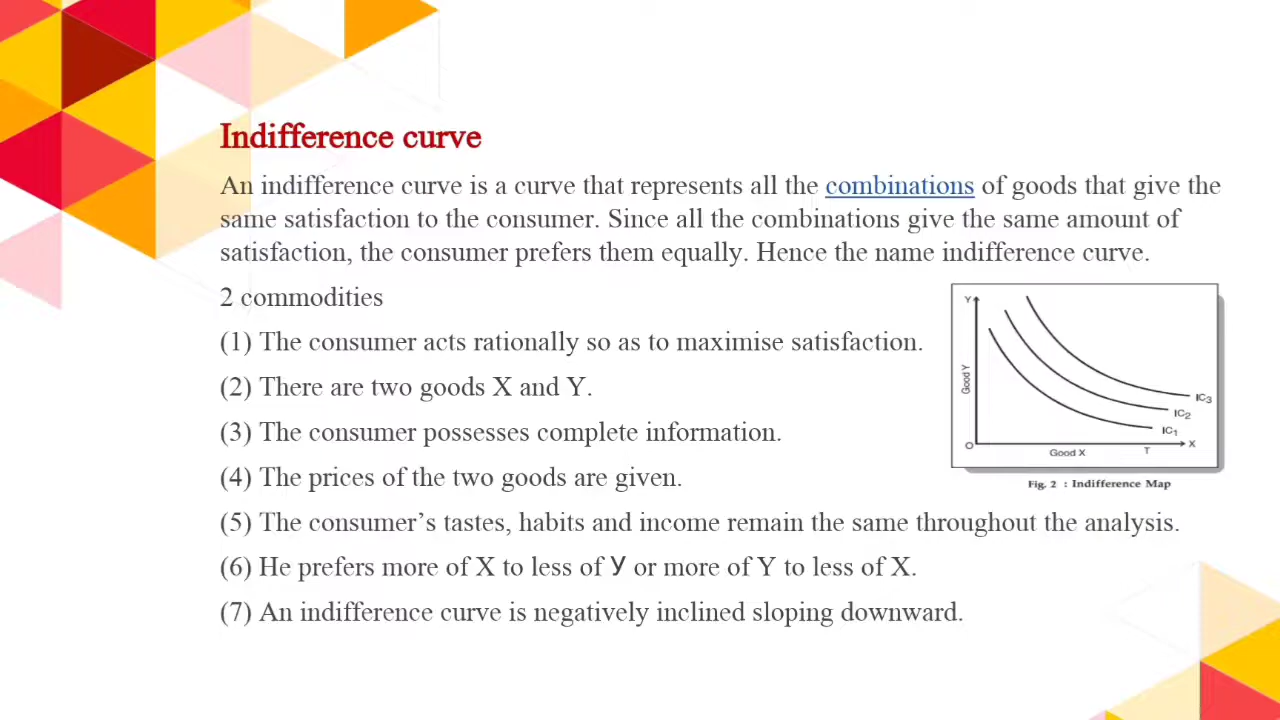 Indifference curve
An indifference curve is a curve that represents all the combinations of goods that give the
same satisfaction to the consumer. Since all the combinations give the same amount of
satisfaction, the consumer prefers them equally. Hence the name indifference curve.
2 commodities
(1) The consumer acts rationally so as to maximise satisfaction.
(2) There are two goods X and Y.
(3) The consumer possesses complete information.
(4) The prices of the two goods are given.
(5) The consumer’s tastes, habits and income remain the same throughout the analysis.
(6) He prefers more of X to less of У or more of Y to less of X.
(7) An indifference curve is negatively inclined sloping downward.
Y
Good Y
IC3
IC2
IC1
O
X
Good X
T
Fig. 2 : Indifference Map